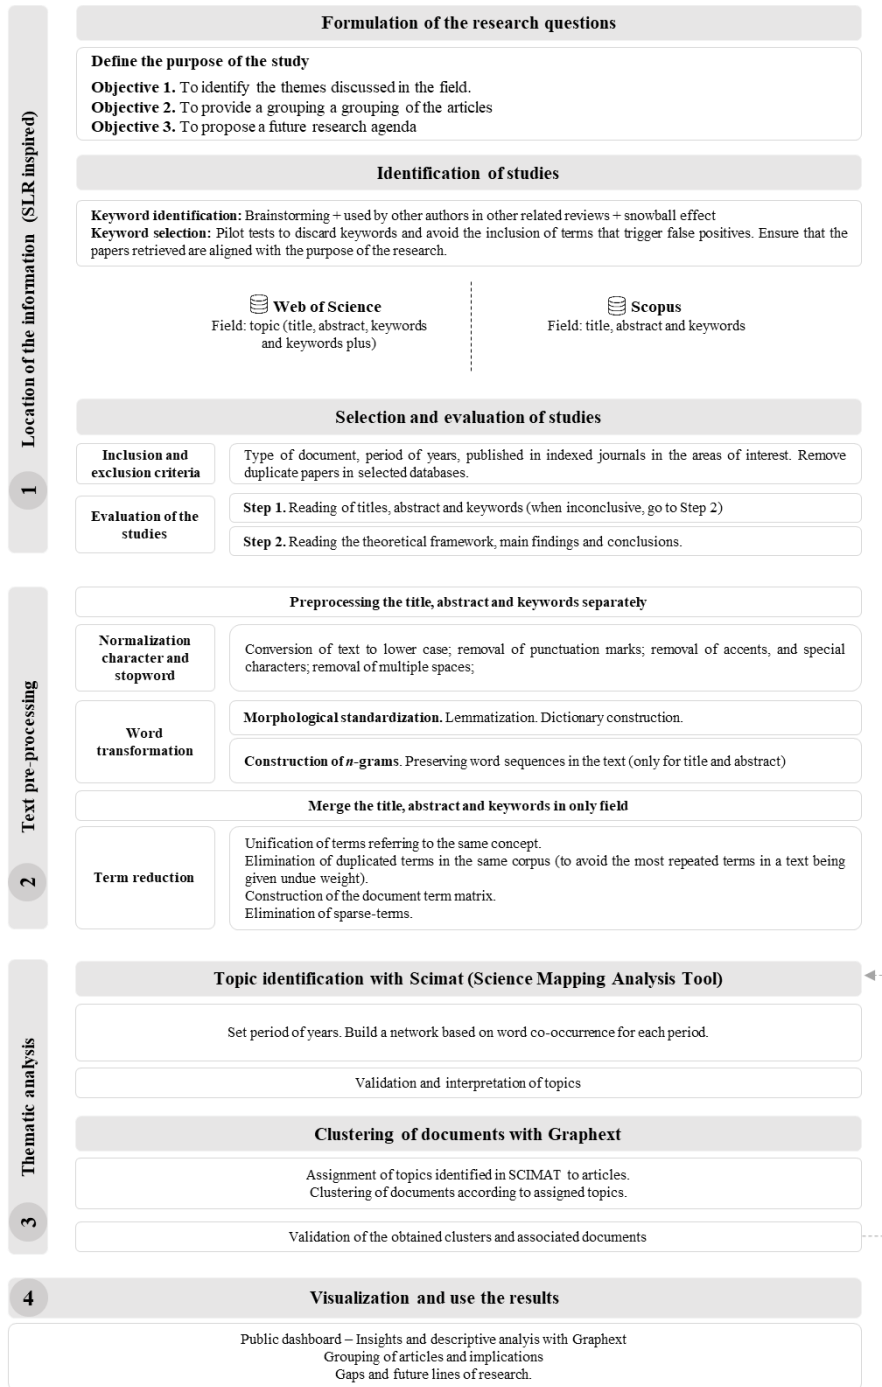 Formulation of the research questions
Define the purpose of the study
Objective 1. To identify the themes discussed in the field.
Objective 2. To provide a grouping a grouping of the articles
Objective 3. To propose a future research agenda
Identification of studies
Keyword identification: Brainstorming + used by other authors in other related reviews + snowball effect
Keyword selection: Pilot tests to discard keywords and avoid the inclusion of terms that trigger false positives. Ensure that the
papers retrieved are aligned with the purpose of the research.
Web of Science
Field: topic (title, abstract, keywords
and keywords plus)
Scopus
Field: title, abstract and keywords
Selection and evaluation of studies
Inclusion and
exclusion criteria
Type of document, period of years, published in indexed journals in the areas of interest. Remove
duplicate papers in selected databases.
Evaluation of the
studies
Step 1. Reading of titles, abstract and keywords (when inconclusive, go to Step 2)
Step 2. Reading the theoretical framework, main findings and conclusions.
1
Location of the information (SLR inspired)
Preprocessing the title, abstract and keywords separately
Normalization
character and
stopword
Conversion of text to lower case; removal of punctuation marks; removal of accents, and special
characters; removal of multiple spaces;
Word
transformation
Morphological standardization. Lemmatization. Dictionary construction.
Construction of n-grams. Preserving word sequences in the text (only for title and abstract)
Merge the title, abstract and keywords in only field
Term reduction
Unification of terms referring to the same concept.
Elimination of duplicated terms in the same corpus (to avoid the most repeated terms in a text being
given undue weight).
Construction of the document term matrix.
Elimination of sparse-terms.
2
Text pre-processing
Topic identification with Scimat (Science Mapping Analysis Tool)
Set period of years. Build a network based on word co-occurrence for each period.
Validation and interpretation of topics
Clustering of documents with Graphext
Assignment of topics identified in SCIMAT to articles.
Clustering of documents according to assigned topics.
Validation of the obtained clusters and associated documents
3
Thematic analysis
4
Visualization and use the results
Public dashboard – Insights and descriptive analyis with Graphext
Grouping of articles and implications
Gaps and future lines of research.